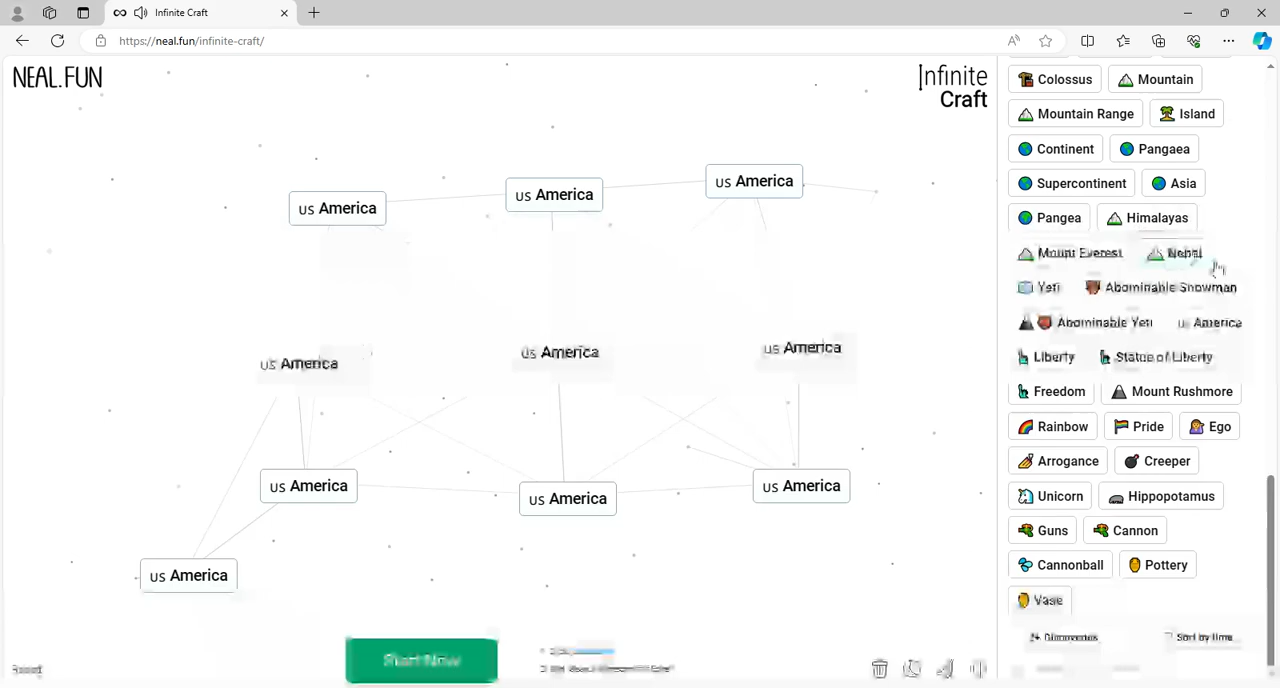 Infinite Craft
https://neal.fun/infinite-craft/
NEAL.FUN
Infinite
Craft
Colossus Mountain
Mountain Range Island
Continent Pangaea
Supercontinent Asia
Pangea Himalayas
Mount Everest Nepal
Yeti Abominable Snowman
Abominable Yeti us America
Liberty Statue of Liberty
Freedom Mount Rushmore
Rainbow Pride Ego
Arrogance Creeper
Unicorn Hippopotamus
Guns Cannon
Cannonball Pottery
Vase
Discoveries Sort by time
us America
us America
us America
us America
us America
us America
us America
us America
us America
us America
Start Now
Reset